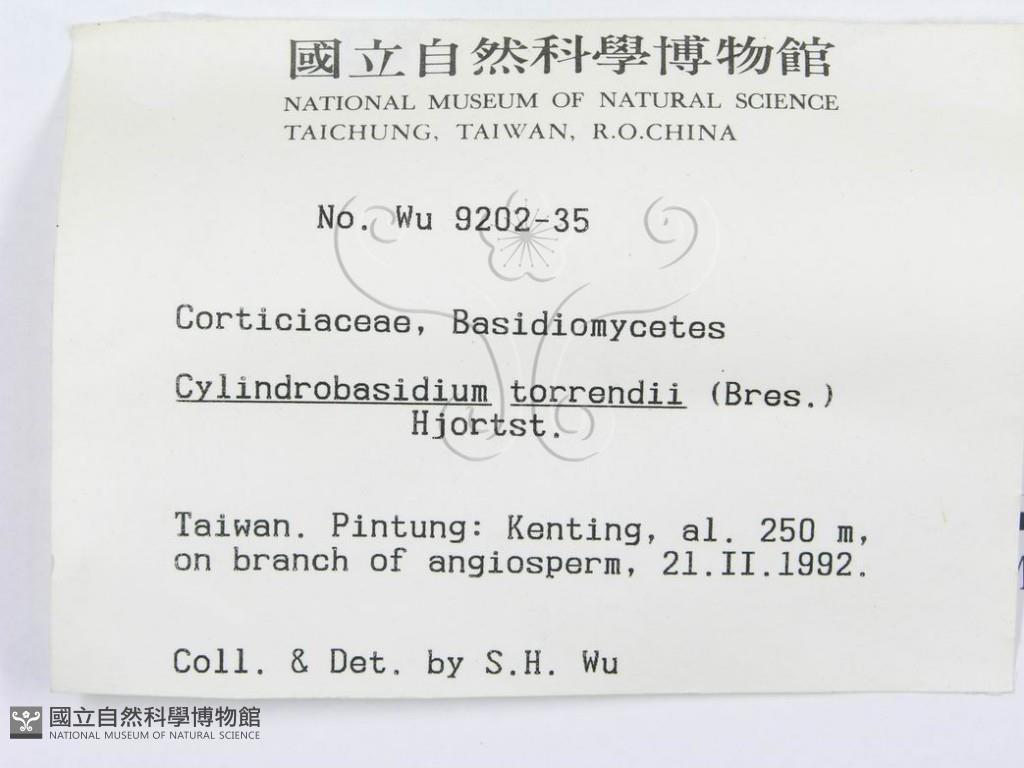 國立自然科學博物館
NATIONAL MUSEUM OF NATURAL SCIENCE
TAICHUNG, TAIWAN, R.O.CHINA
No. Wu 9202-35
Corticiaceae, Basidiomycetes
Cylindrobasidium torrendii (Bres.)
Hjortst.
Taiwan. Pintung: Kenting, al. 250 m,
on branch of angiosperm, 21.II.1992.
Coll. & Det. by S.H. Wu
國立自然科學博物館
NATIONAL MUSEUM OF NATURAL SCIENCE